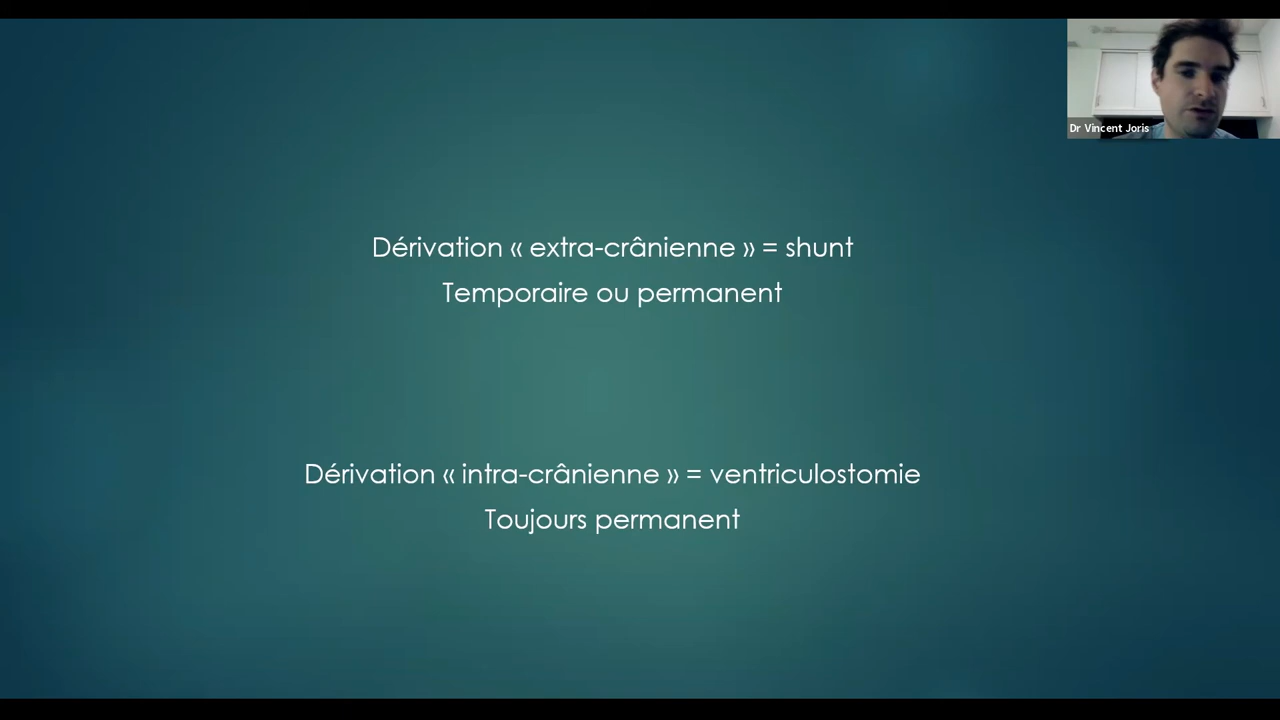 Dr Vincent Joris
Dérivation « extra-crânienne » = shunt
Temporaire ou permanent
Dérivation « intra-crânienne » = ventriculostomie
Toujours permanent